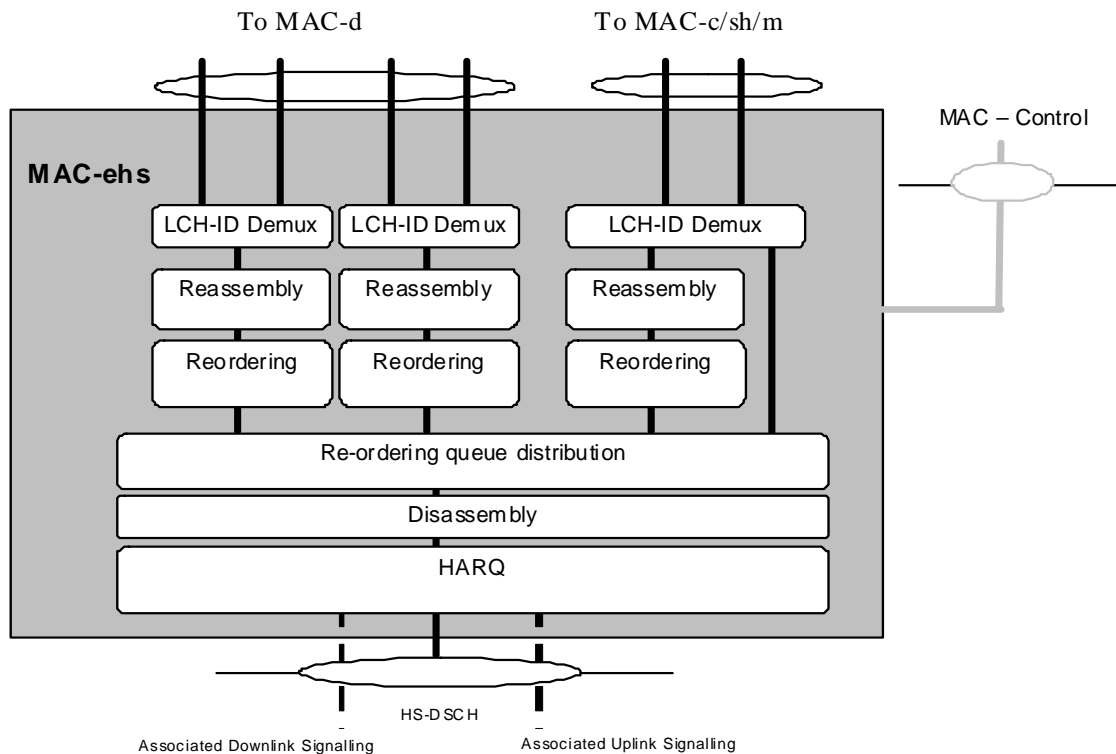 To MAC-d
To MAC-c/sh/m
MAC – Control
MAC-ehs
LCH-ID Demux
LCH-ID Demux
LCH-ID Demux
Reassembly
Reassembly
Reassembly
Reordering
Reordering
Reordering
Re-ordering queue distribution
Disassembly
HARQ
HS-DSCH
Associated Downlink Signalling
Associated Uplink Signalling